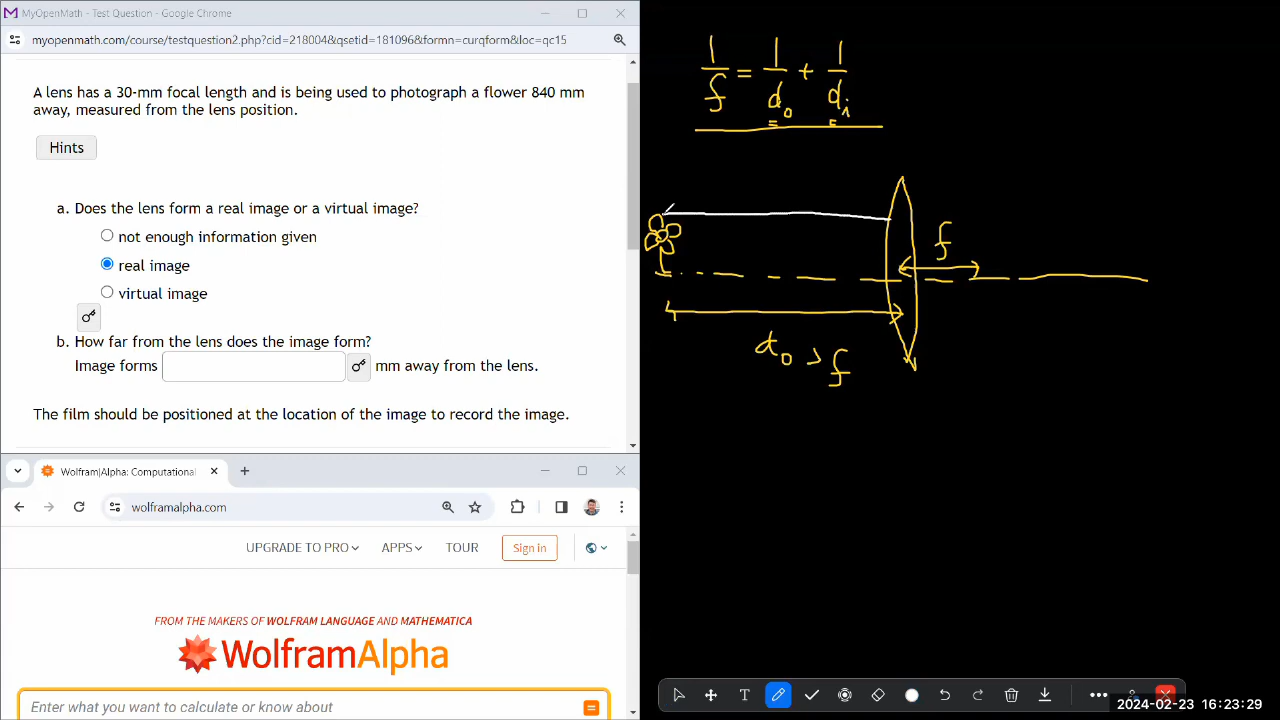 MyOpenMath - Test Question - Google Chrome
myopenmath.com/course/testquestion2.php?cid=218004&qsetid=181096&formn=curqform&loc=qc15
A lens has a 30-mm focal length and is being used to photograph a flower 840 mm
away, measured from the lens position.
Hints
a. Does the lens form a real image or a virtual image?
not enough information given
real image
virtual image
b. How far from the lens does the image form?
Image forms mm away from the lens.
The film should be positioned at the location of the image to record the image.
Wolfram|Alpha: Computational
wolframalpha.com
UPGRADE TO PRO APPS TOUR Sign in
FROM THE MAKERS OF WOLFRAM LANGUAGE AND MATHEMATICA
WolframAlpha
Enter what you want to calculate or know about
1/f = 1/d₀ + 1/dᵢ
f
d₀ > f
T
2024-02-23 16:23:29